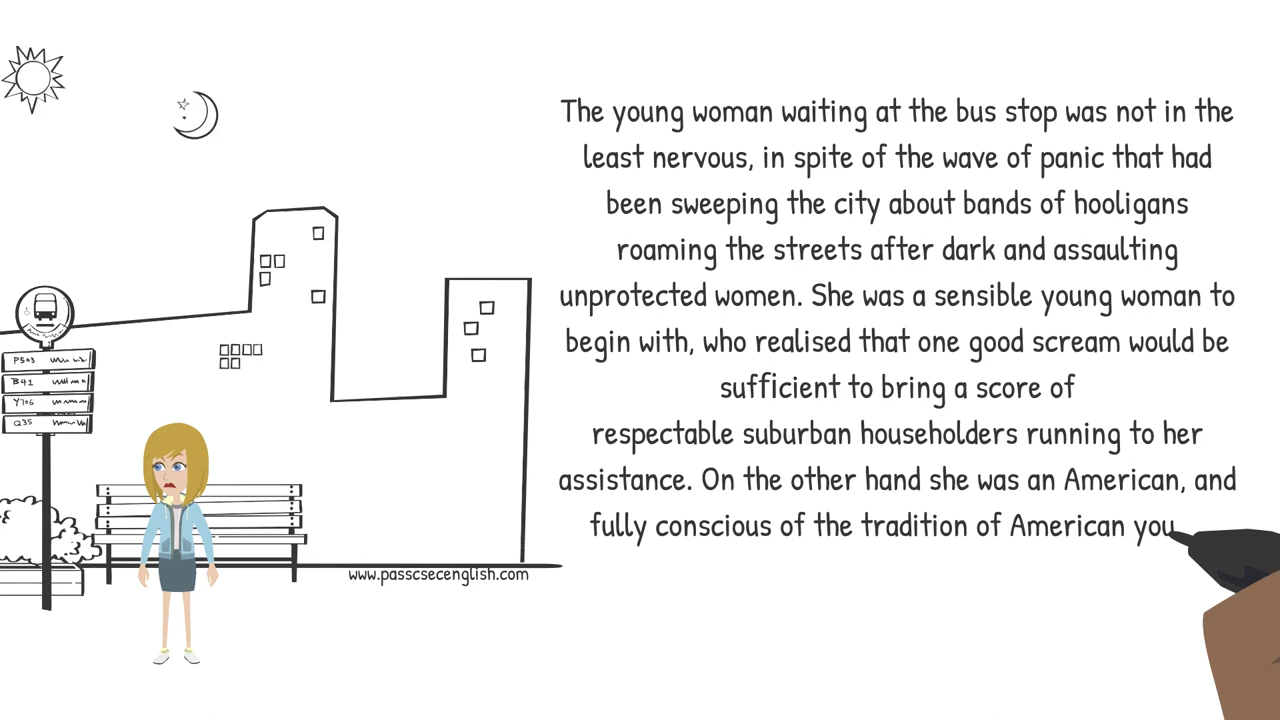 The young woman waiting at the bus stop was not in the
least nervous, in spite of the wave of panic that had
been sweeping the city about bands of hooligans
roaming the streets after dark and assaulting
unprotected women. She was a sensible young woman to
begin with, who realised that one good scream would be
sufficient to bring a score of
respectable suburban householders running to her
assistance. On the other hand she was an American, and
fully conscious of the tradition of American you
P503
B41
Y706
Q35
www.passcsecenglish.com